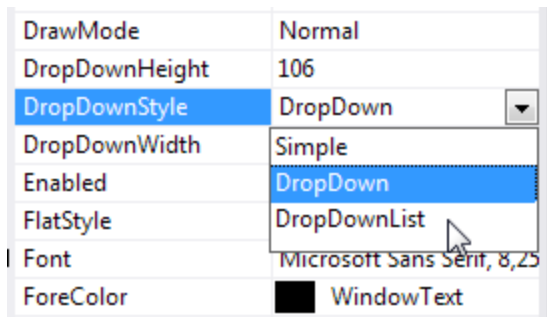 DrawMode Normal
DropDownHeight 106
DropDownStyle DropDown
DropDownWidth Simple
Enabled DropDown
FlatStyle DropDownList
Font Microsoft Sans Serif, 8,25
ForeColor WindowText